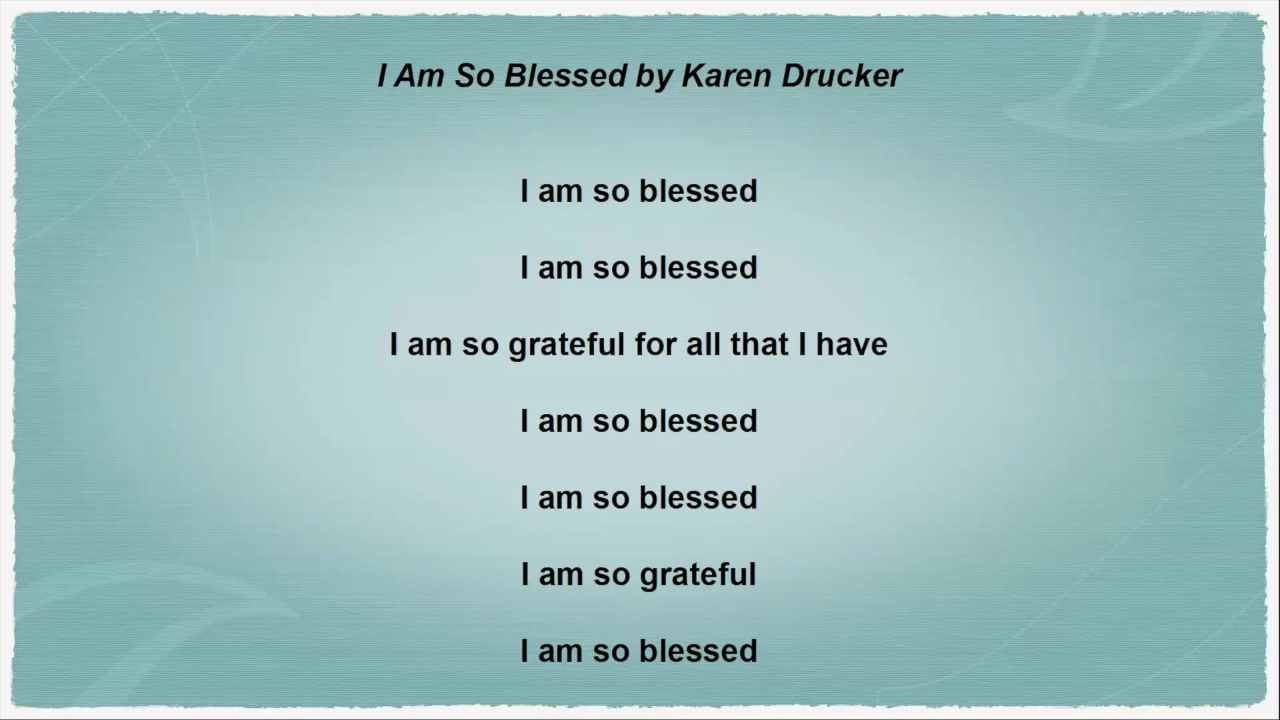 I Am So Blessed by Karen Drucker
I am so blessed
I am so blessed
I am so grateful for all that I have
I am so blessed
I am so blessed
I am so grateful
I am so blessed